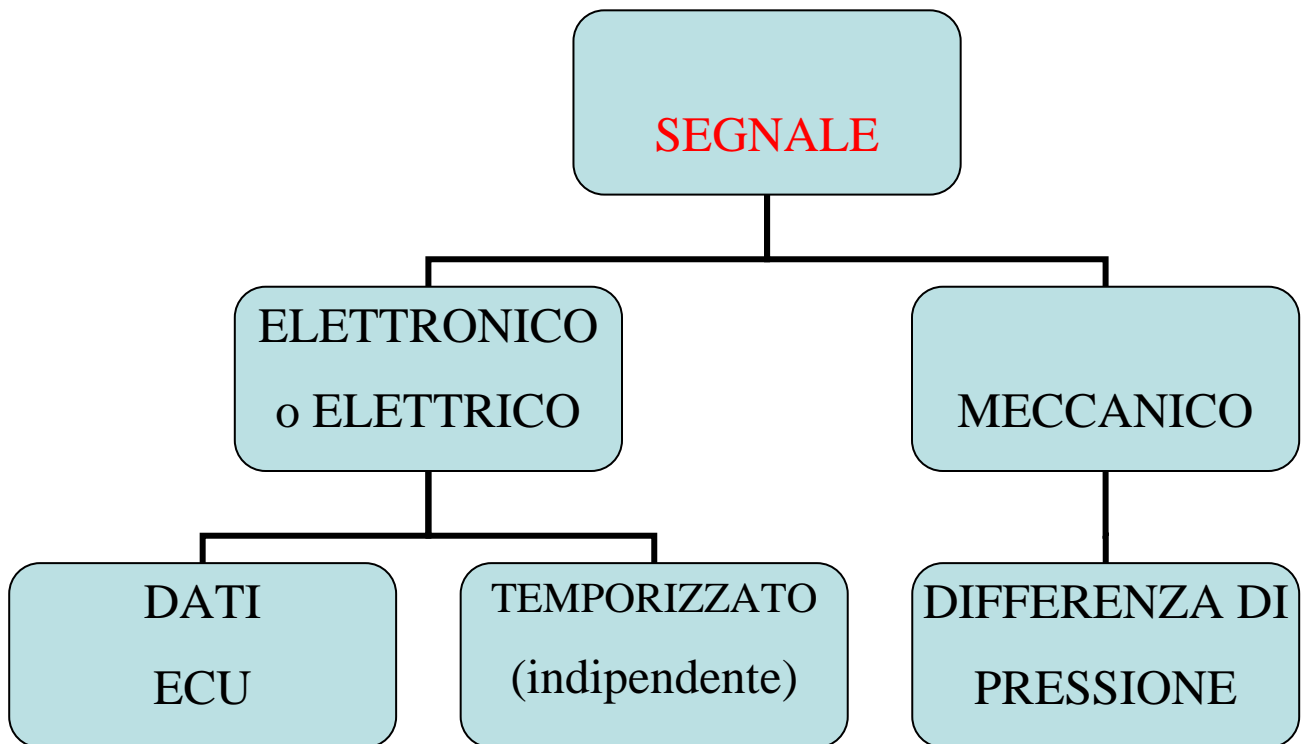 SEGNALE
ELETTRONICO
o ELETTRICO
MECCANICO
DATI
ECU
TEMPORIZZATO
(indipendente)
DIFFERENZA DI
PRESSIONE